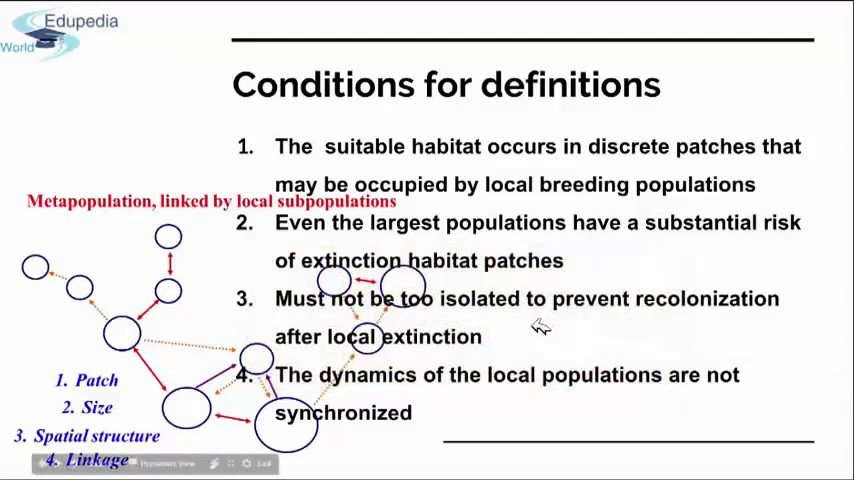 Edupedia
World
Conditions for definitions
1. The suitable habitat occurs in discrete patches that
may be occupied by local breeding populations
Metapopulation, linked by local subpopulations
2. Even the largest populations have a substantial risk
of extinction habitat patches
3. Must not be too isolated to prevent recolonization
after local extinction
4. The dynamics of the local populations are not
synchronized
1. Patch
2. Size
3. Spatial structure
4. Linkage
Presenter View